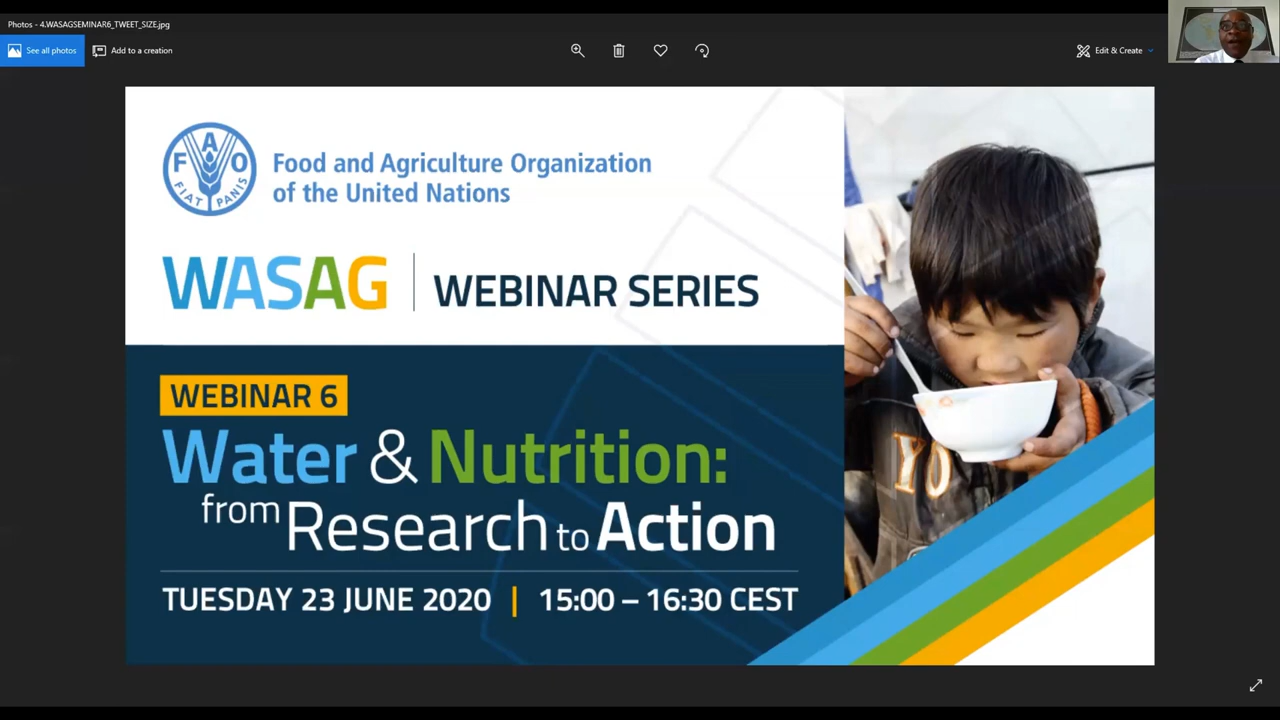 Photos - 4.WASAGSEMINAR6_TWEET_SIZE.jpg
See all photos
Add to a creation
Edit & Create
FAO
FIAT PANIS
Food and Agriculture Organization
of the United Nations
WASAG
WEBINAR SERIES
WEBINAR 6
Water & Nutrition:
from Research to Action
TUESDAY 23 JUNE 2020 | 15:00 – 16:30 CEST
YO